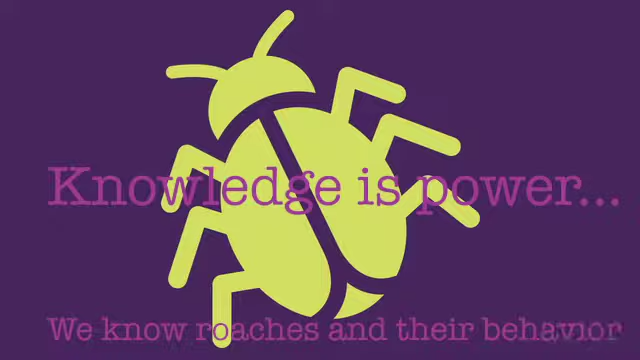 Knowledge is power...
We know roaches and their behavior